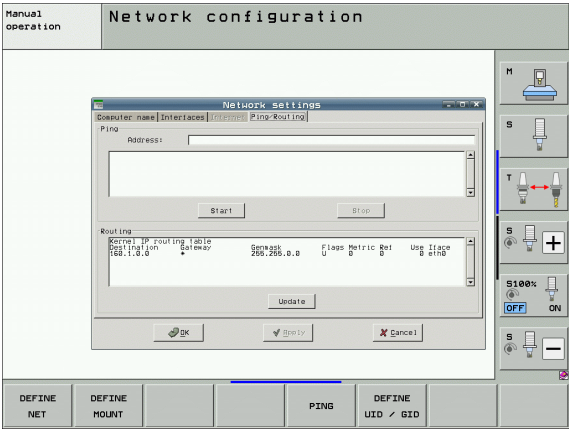 Manual
operation
Network configuration
M
Network settings
Computer name Interfaces Internet Ping/Routing
Ping
Address:
S
Start Stop
T
Routing
Kernel IP routing table
Destination Gateway Genmask Flags Metric Ref Use Iface
160.1.0.0 * 255.255.0.0 U 0 0 0 eth0
S
+
Update
S100%
OFF ON
OK Apply Cancel
S
−
DEFINE
NET
DEFINE
MOUNT
PING
DEFINE
UID / GID